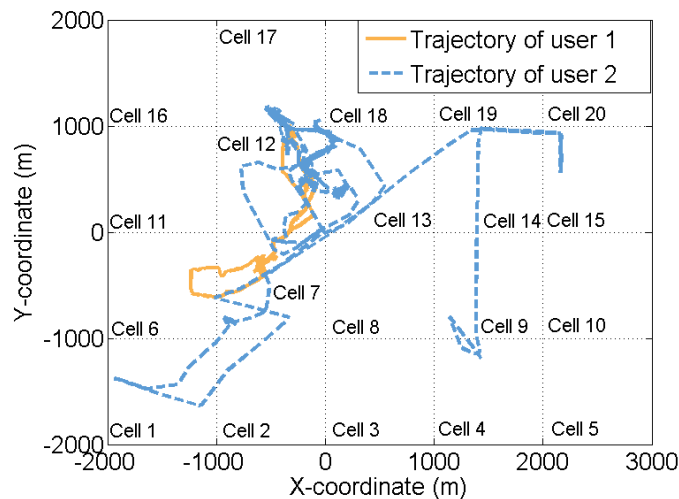 2000
Cell 17
Trajectory of user 1
Trajectory of user 2
Cell 16
Cell 18
Cell 19
Cell 20
1000
Cell 12
Y-coordinate (m)
Cell 11
Cell 13
Cell 14
Cell 15
0
Cell 7
Cell 6
Cell 8
Cell 9
Cell 10
-1000
Cell 1
Cell 2
Cell 3
Cell 4
Cell 5
-2000
-2000
-1000
0
1000
2000
3000
X-coordinate (m)